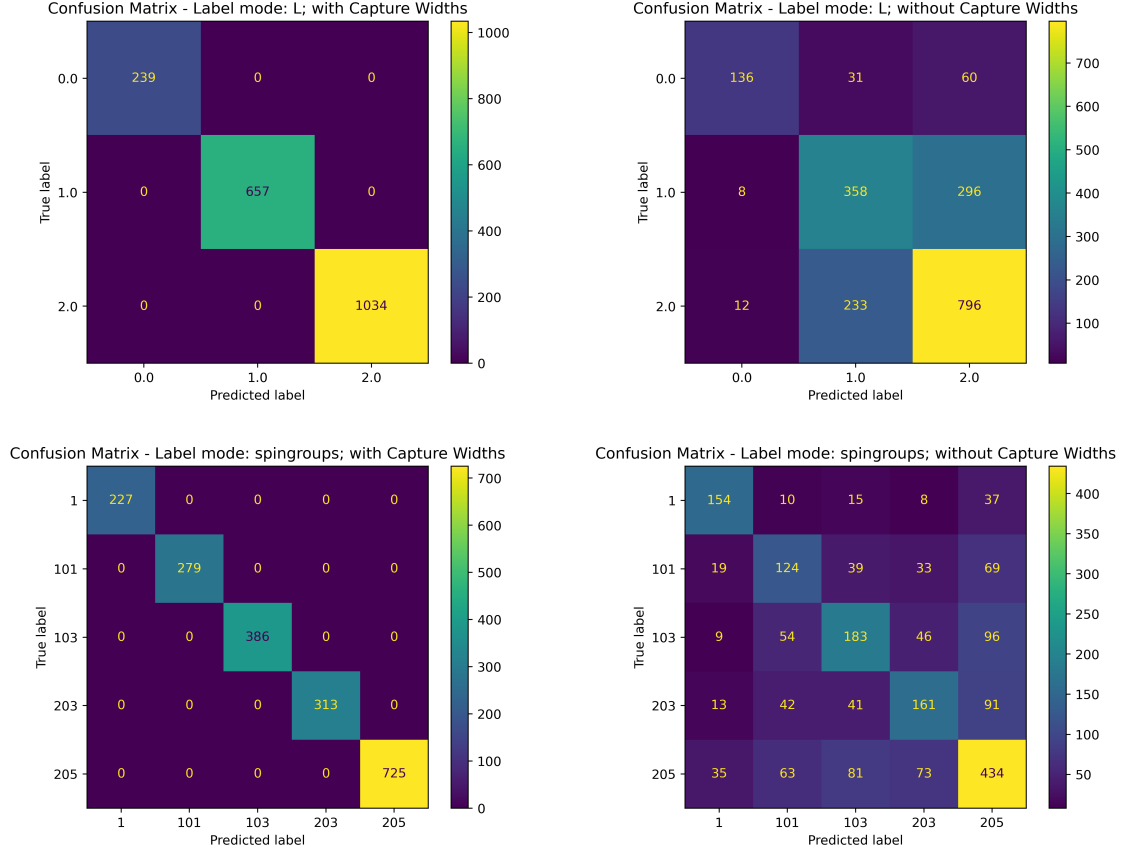 Confusion Matrix - Label mode: L; with Capture Widths
0.0 239 0 0
1.0 0 657 0
2.0 0 0 1034
0.0 1.0 2.0
True label
Predicted label
1000
800
600
400
200
0
Confusion Matrix - Label mode: L; without Capture Widths
0.0 136 31 60
1.0 8 358 296
2.0 12 233 796
0.0 1.0 2.0
True label
Predicted label
700
600
500
400
300
200
100
Confusion Matrix - Label mode: spingroups; with Capture Widths
1 227 0 0 0 0
101 0 279 0 0 0
103 0 0 386 0 0
203 0 0 0 313 0
205 0 0 0 0 725
1 101 103 203 205
True label
Predicted label
700
600
500
400
300
200
100
0
Confusion Matrix - Label mode: spingroups; without Capture Widths
1 154 10 15 8 37
101 19 124 39 33 69
103 9 54 183 46 96
203 13 42 41 161 91
205 35 63 81 73 434
1 101 103 203 205
True label
Predicted label
400
350
300
250
200
150
100
50